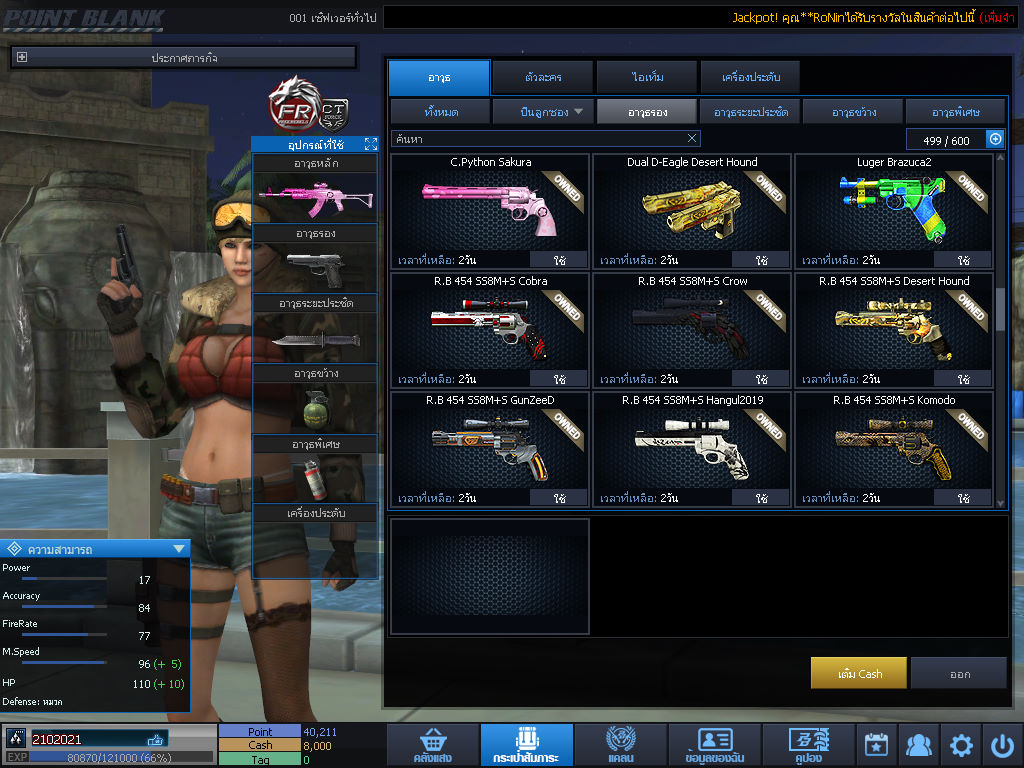 POINT BLANK
001 เซิฟเวอร์ทั่วไป
Jackpot! คุณ**RoNinได้รับรางวัลในสินค้าต่อไปนี้ (เพิ่มจำ
ประกาศภารกิจ
FR
CT
FORCE
อุปกรณ์ที่ใช้
อาวุธหลัก
อาวุธรอง
อาวุธระยะประชิด
อาวุธขว้าง
อาวุธพิเศษ
เครื่องประดับ
อาวุธ ตัวละคร ไอเท็ม เครื่องประดับ
ทั้งหมด ปืนลูกซอง อาวุธรอง อาวุธระยะประชิด อาวุธขว้าง อาวุธพิเศษ
ค้นหา
499 / 600
C.Python Sakura Dual D-Eagle Desert Hound Luger Brazuca2
OWNED OWNED OWNED
เวลาที่เหลือ: 2วัน ใช้ เวลาที่เหลือ: 2วัน ใช้ เวลาที่เหลือ: 2วัน ใช้
R.B 454 SS8M+S Cobra R.B 454 SS8M+S Crow R.B 454 SS8M+S Desert Hound
OWNED OWNED OWNED
เวลาที่เหลือ: 2วัน ใช้ เวลาที่เหลือ: 2วัน ใช้ เวลาที่เหลือ: 2วัน ใช้
R.B 454 SS8M+S GunZeeD R.B 454 SS8M+S Hangul2019 R.B 454 SS8M+S Komodo
OWNED OWNED OWNED
เวลาที่เหลือ: 2วัน ใช้ เวลาที่เหลือ: 2วัน ใช้ เวลาที่เหลือ: 2วัน ใช้
ความสามารถ
Power
17
Accuracy
84
FireRate
77
M.Speed
96 (+ 5)
HP
110 (+ 10)
Defense: หมวก
เติม Cash ออก
2102021
EXP 80870/121000 (66%)
Point 40,211
Cash 8,000
Tag 0
คลังแสง กระเป๋าสัมภาระ แคลน ข้อมูลของฉัน คูปอง